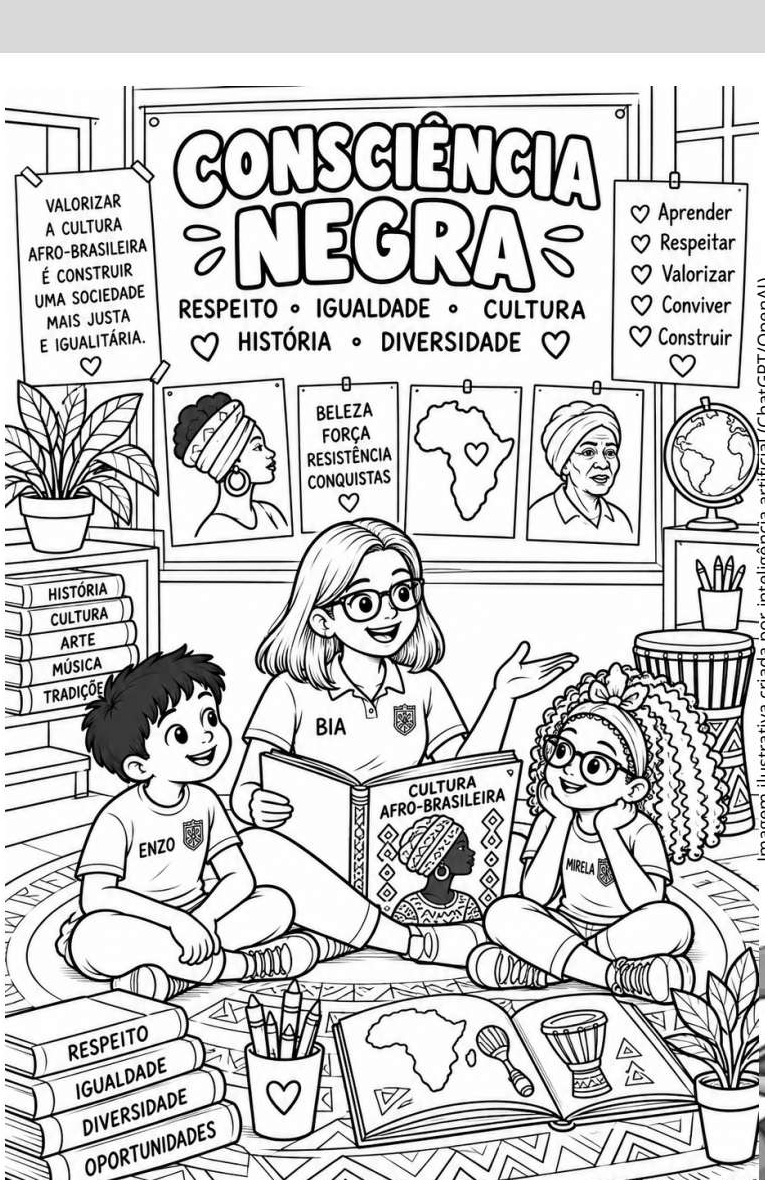 CONSCIÊNCIA
NEGRA
RESPEITO • IGUALDADE • CULTURA
HISTÓRIA • DIVERSIDADE
VALORIZAR
A CULTURA
AFRO-BRASILEIRA
É CONSTRUIR
UMA SOCIEDADE
MAIS JUSTA
E IGUALITÁRIA.
Aprender
Respeitar
Valorizar
Conviver
Construir
BELEZA
FORÇA
RESISTÊNCIA
CONQUISTAS
HISTÓRIA
CULTURA
ARTE
MÚSICA
TRADIÇÕE
BIA
ENZO
MIRELA
CULTURA
AFRO-BRASILEIRA
RESPEITO
IGUALDADE
DIVERSIDADE
OPORTUNIDADES
Imagem ilustrativa criada por inteligência artificial (ChatGPT/OpenAI)